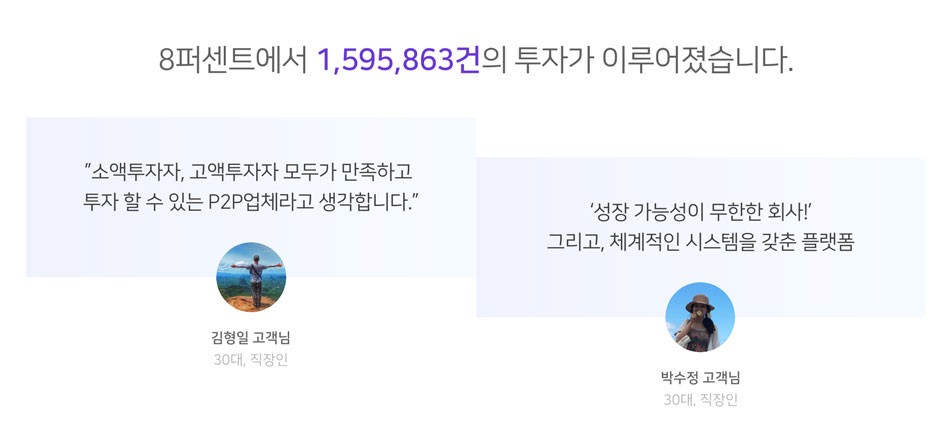 8퍼센트에서 1,595,863건의 투자가 이루어졌습니다.
"소액투자자, 고액투자자 모두가 만족하고
투자 할 수 있는 P2P업체라고 생각합니다."
김형일 고객님
30대, 직장인
‘성장 가능성이 무한한 회사!’
그리고, 체계적인 시스템을 갖춘 플랫폼
박수정 고객님
30대, 직장인